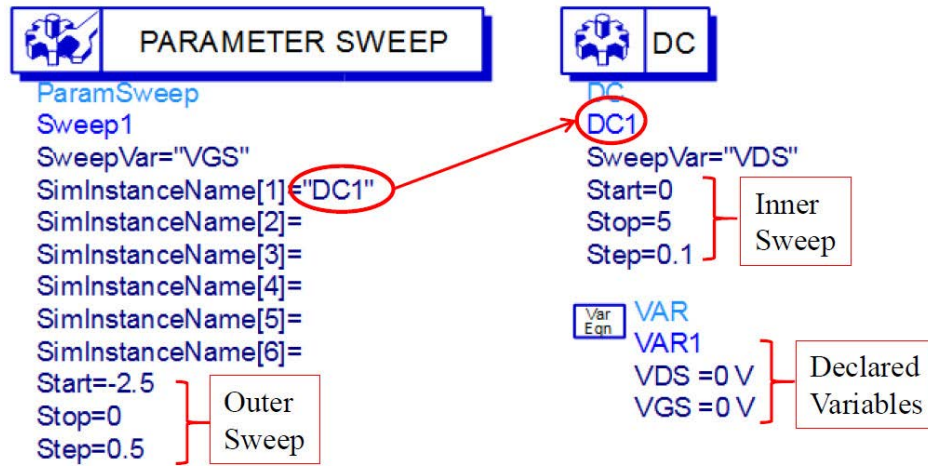 PARAMETER SWEEP
ParamSweep
Sweep1
SweepVar="VGS"
SimInstanceName[1]="DC1"
SimInstanceName[2]=
SimInstanceName[3]=
SimInstanceName[4]=
SimInstanceName[5]=
SimInstanceName[6]=
Start=-2.5
Stop=0
Step=0.5
Outer
Sweep
DC
DC
DC1
SweepVar="VDS"
Start=0
Stop=5
Step=0.1
Inner
Sweep
Var
Eqn
VAR
VAR1
VDS =0 V
VGS =0 V
Declared
Variables